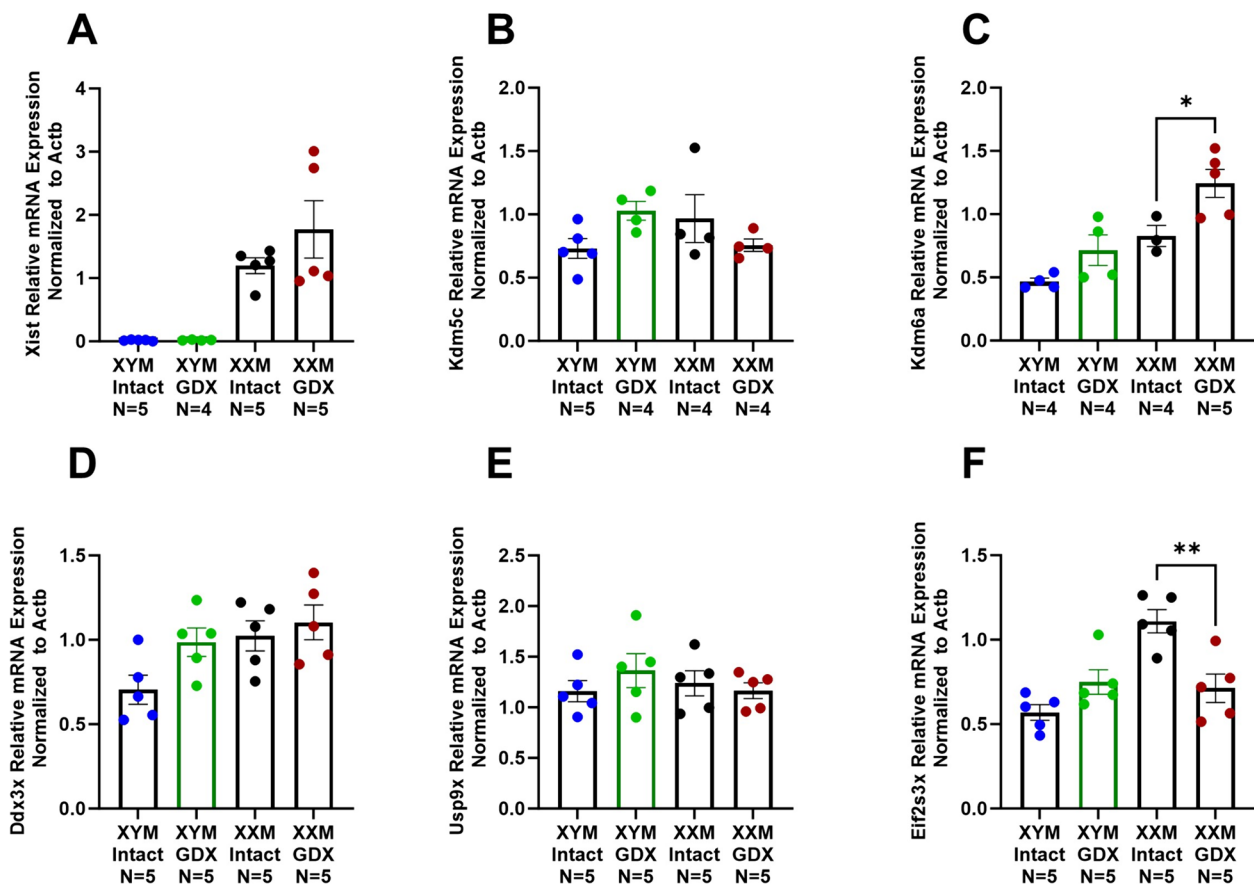 A
Xist Relative mRNA Expression
Normalized to Actb
4
3
2
1
0
XYM XYM XXM XXM
Intact GDX Intact GDX
N=5 N=4 N=5 N=5
B
Kdm5c Relative mRNA Expression
Normalized to Actb
2.0
1.5
1.0
0.5
0.0
XYM XYM XXM XXM
Intact GDX Intact GDX
N=5 N=4 N=4 N=4
C
Kdm6a Relative mRNA Expression
Normalized to Actb
2.0
1.5
1.0
0.5
0.0
*
XYM XYM XXM XXM
Intact GDX Intact GDX
N=4 N=4 N=4 N=5
D
Ddx3x Relative mRNA Expression
Normalized to Actb
1.5
1.0
0.5
0.0
XYM XYM XXM XXM
Intact GDX Intact GDX
N=5 N=5 N=5 N=5
E
Usp9x Relative mRNA Expression
Normalized to Actb
2.5
2.0
1.5
1.0
0.5
0.0
XYM XYM XXM XXM
Intact GDX Intact GDX
N=5 N=5 N=5 N=5
F
Eif2s3x Relative mRNA Expression
Normalized to Actb
1.5
1.0
0.5
0.0
**
XYM XYM XXM XXM
Intact GDX Intact GDX
N=5 N=5 N=5 N=5